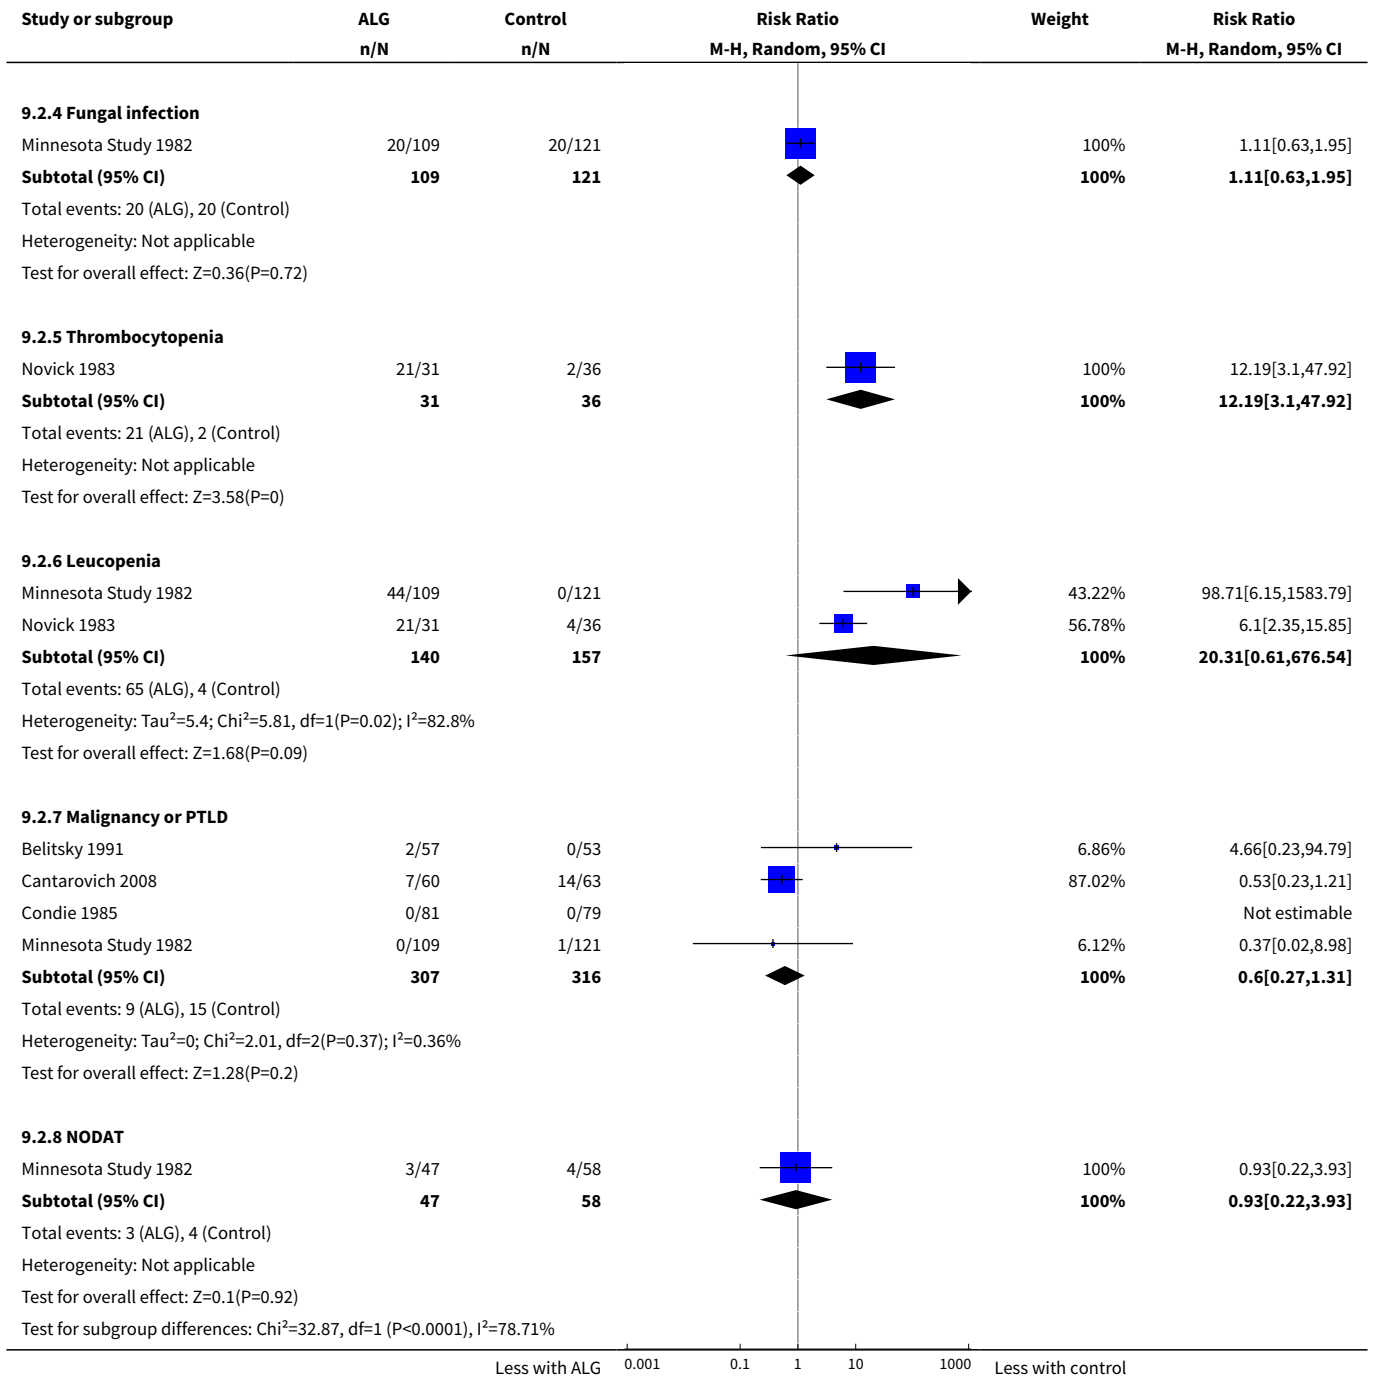 Study or subgroup ALG Control Risk Ratio Weight Risk Ratio
n/N n/N M-H, Random, 95% CI M-H, Random, 95% CI
9.2.4 Fungal infection
Minnesota Study 1982 20/109 20/121 100% 1.11[0.63,1.95]
Subtotal (95% CI) 109 121 100% 1.11[0.63,1.95]
Total events: 20 (ALG), 20 (Control)
Heterogeneity: Not applicable
Test for overall effect: Z=0.36(P=0.72)
9.2.5 Thrombocytopenia
Novick 1983 21/31 2/36 100% 12.19[3.1,47.92]
Subtotal (95% CI) 31 36 100% 12.19[3.1,47.92]
Total events: 21 (ALG), 2 (Control)
Heterogeneity: Not applicable
Test for overall effect: Z=3.58(P=0)
9.2.6 Leucopenia
Minnesota Study 1982 44/109 0/121 43.22% 98.71[6.15,1583.79]
Novick 1983 21/31 4/36 56.78% 6.1[2.35,15.85]
Subtotal (95% CI) 140 157 100% 20.31[0.61,676.54]
Total events: 65 (ALG), 4 (Control)
Heterogeneity: Tau²=5.4; Chi²=5.81, df=1(P=0.02); I²=82.8%
Test for overall effect: Z=1.68(P=0.09)
9.2.7 Malignancy or PTLD
Belitsky 1991 2/57 0/53 6.86% 4.66[0.23,94.79]
Cantarovich 2008 7/60 14/63 87.02% 0.53[0.23,1.21]
Condie 1985 0/81 0/79 Not estimable
Minnesota Study 1982 0/109 1/121 6.12% 0.37[0.02,8.98]
Subtotal (95% CI) 307 316 100% 0.6[0.27,1.31]
Total events: 9 (ALG), 15 (Control)
Heterogeneity: Tau²=0; Chi²=2.01, df=2(P=0.37); I²=0.36%
Test for overall effect: Z=1.28(P=0.2)
9.2.8 NODAT
Minnesota Study 1982 3/47 4/58 100% 0.93[0.22,3.93]
Subtotal (95% CI) 47 58 100% 0.93[0.22,3.93]
Total events: 3 (ALG), 4 (Control)
Heterogeneity: Not applicable
Test for overall effect: Z=0.1(P=0.92)
Test for subgroup differences: Chi²=32.87, df=1 (P<0.0001), I²=78.71%
Less with ALG 0.001 0.1 1 10 1000 Less with control